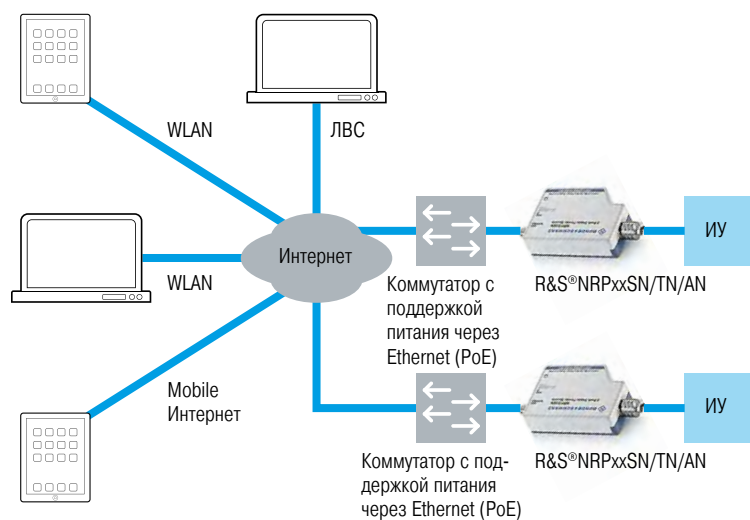 WLAN
ЛВС
Интернет
ИУ
WLAN
Коммутатор с
поддержкой
питания через
Ethernet (PoE)
R&S®NRPxxSN/TN/AN
Mobile
Интернет
ИУ
Коммутатор с под-
держкой питания
через Ethernet (PoE)
R&S®NRPxxSN/TN/AN